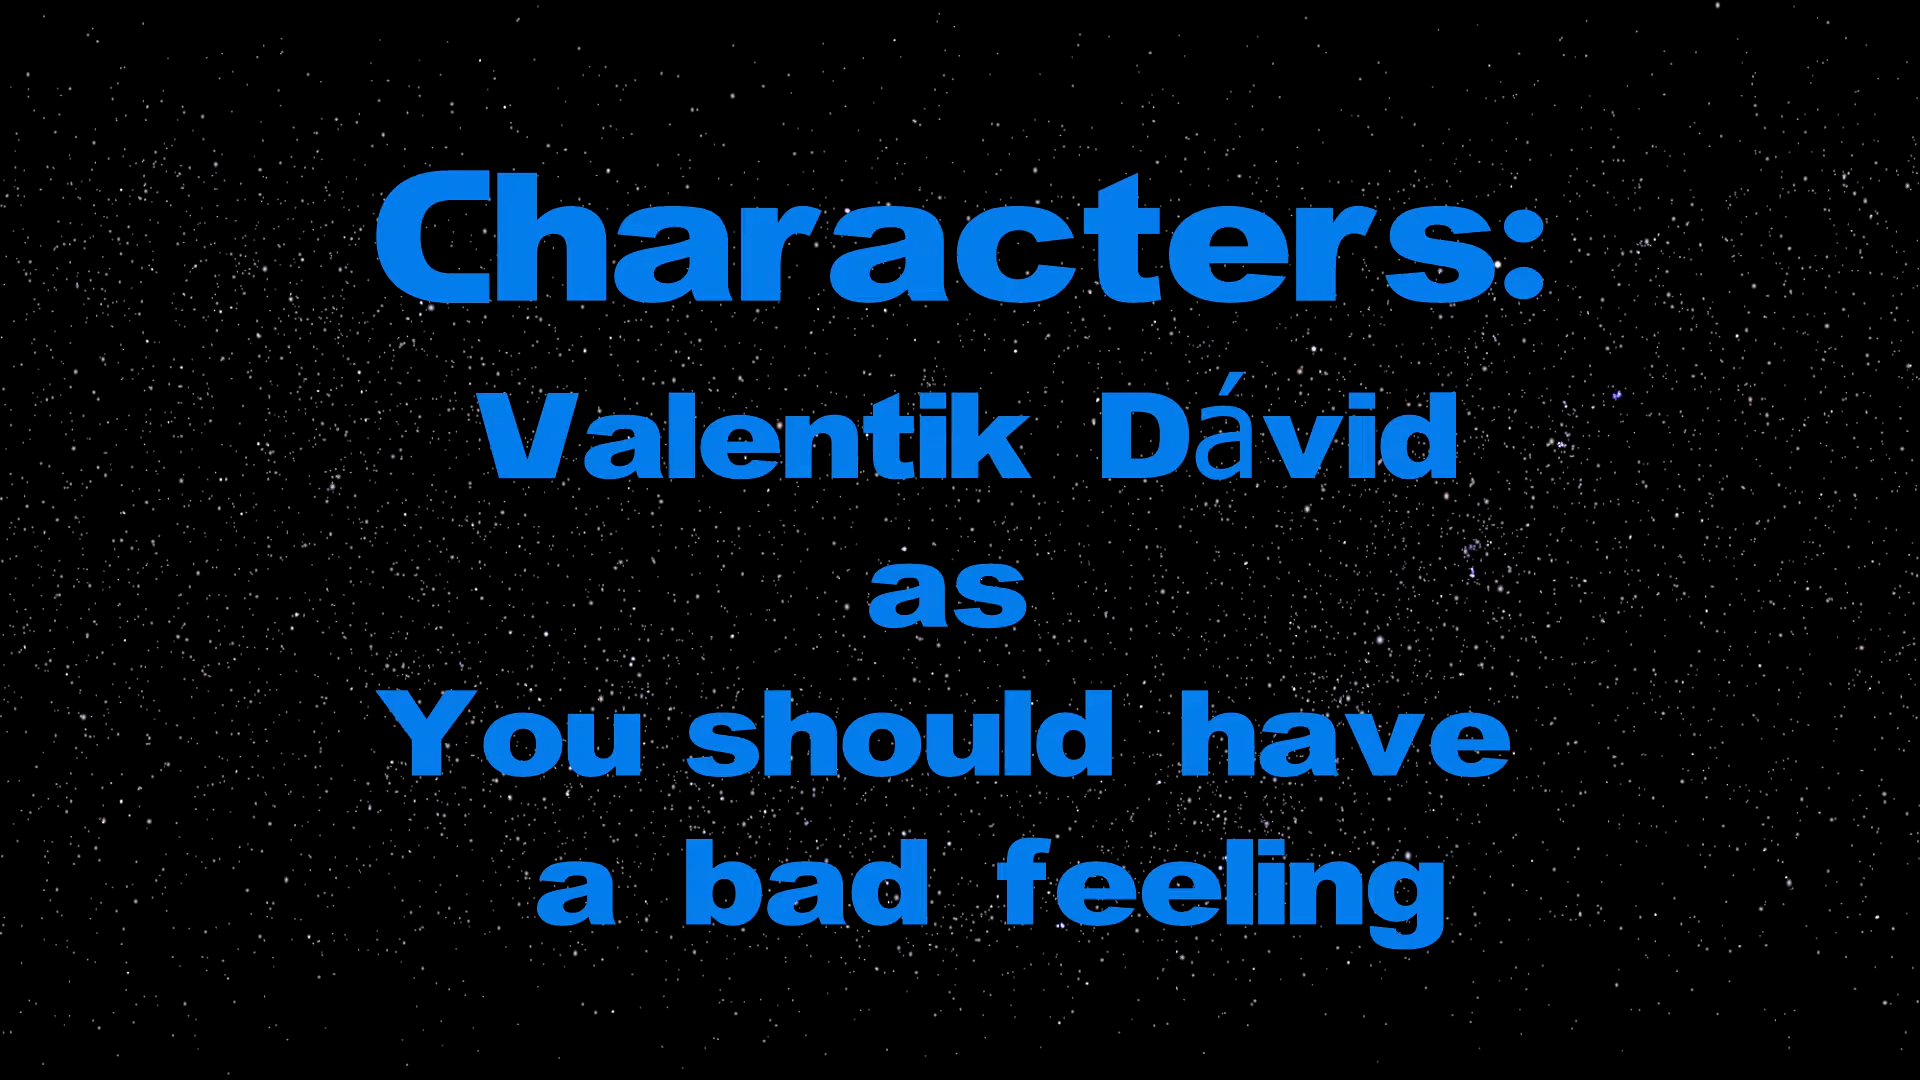 Characters:
Valentik Dávid
as
You should have
a bad feeling